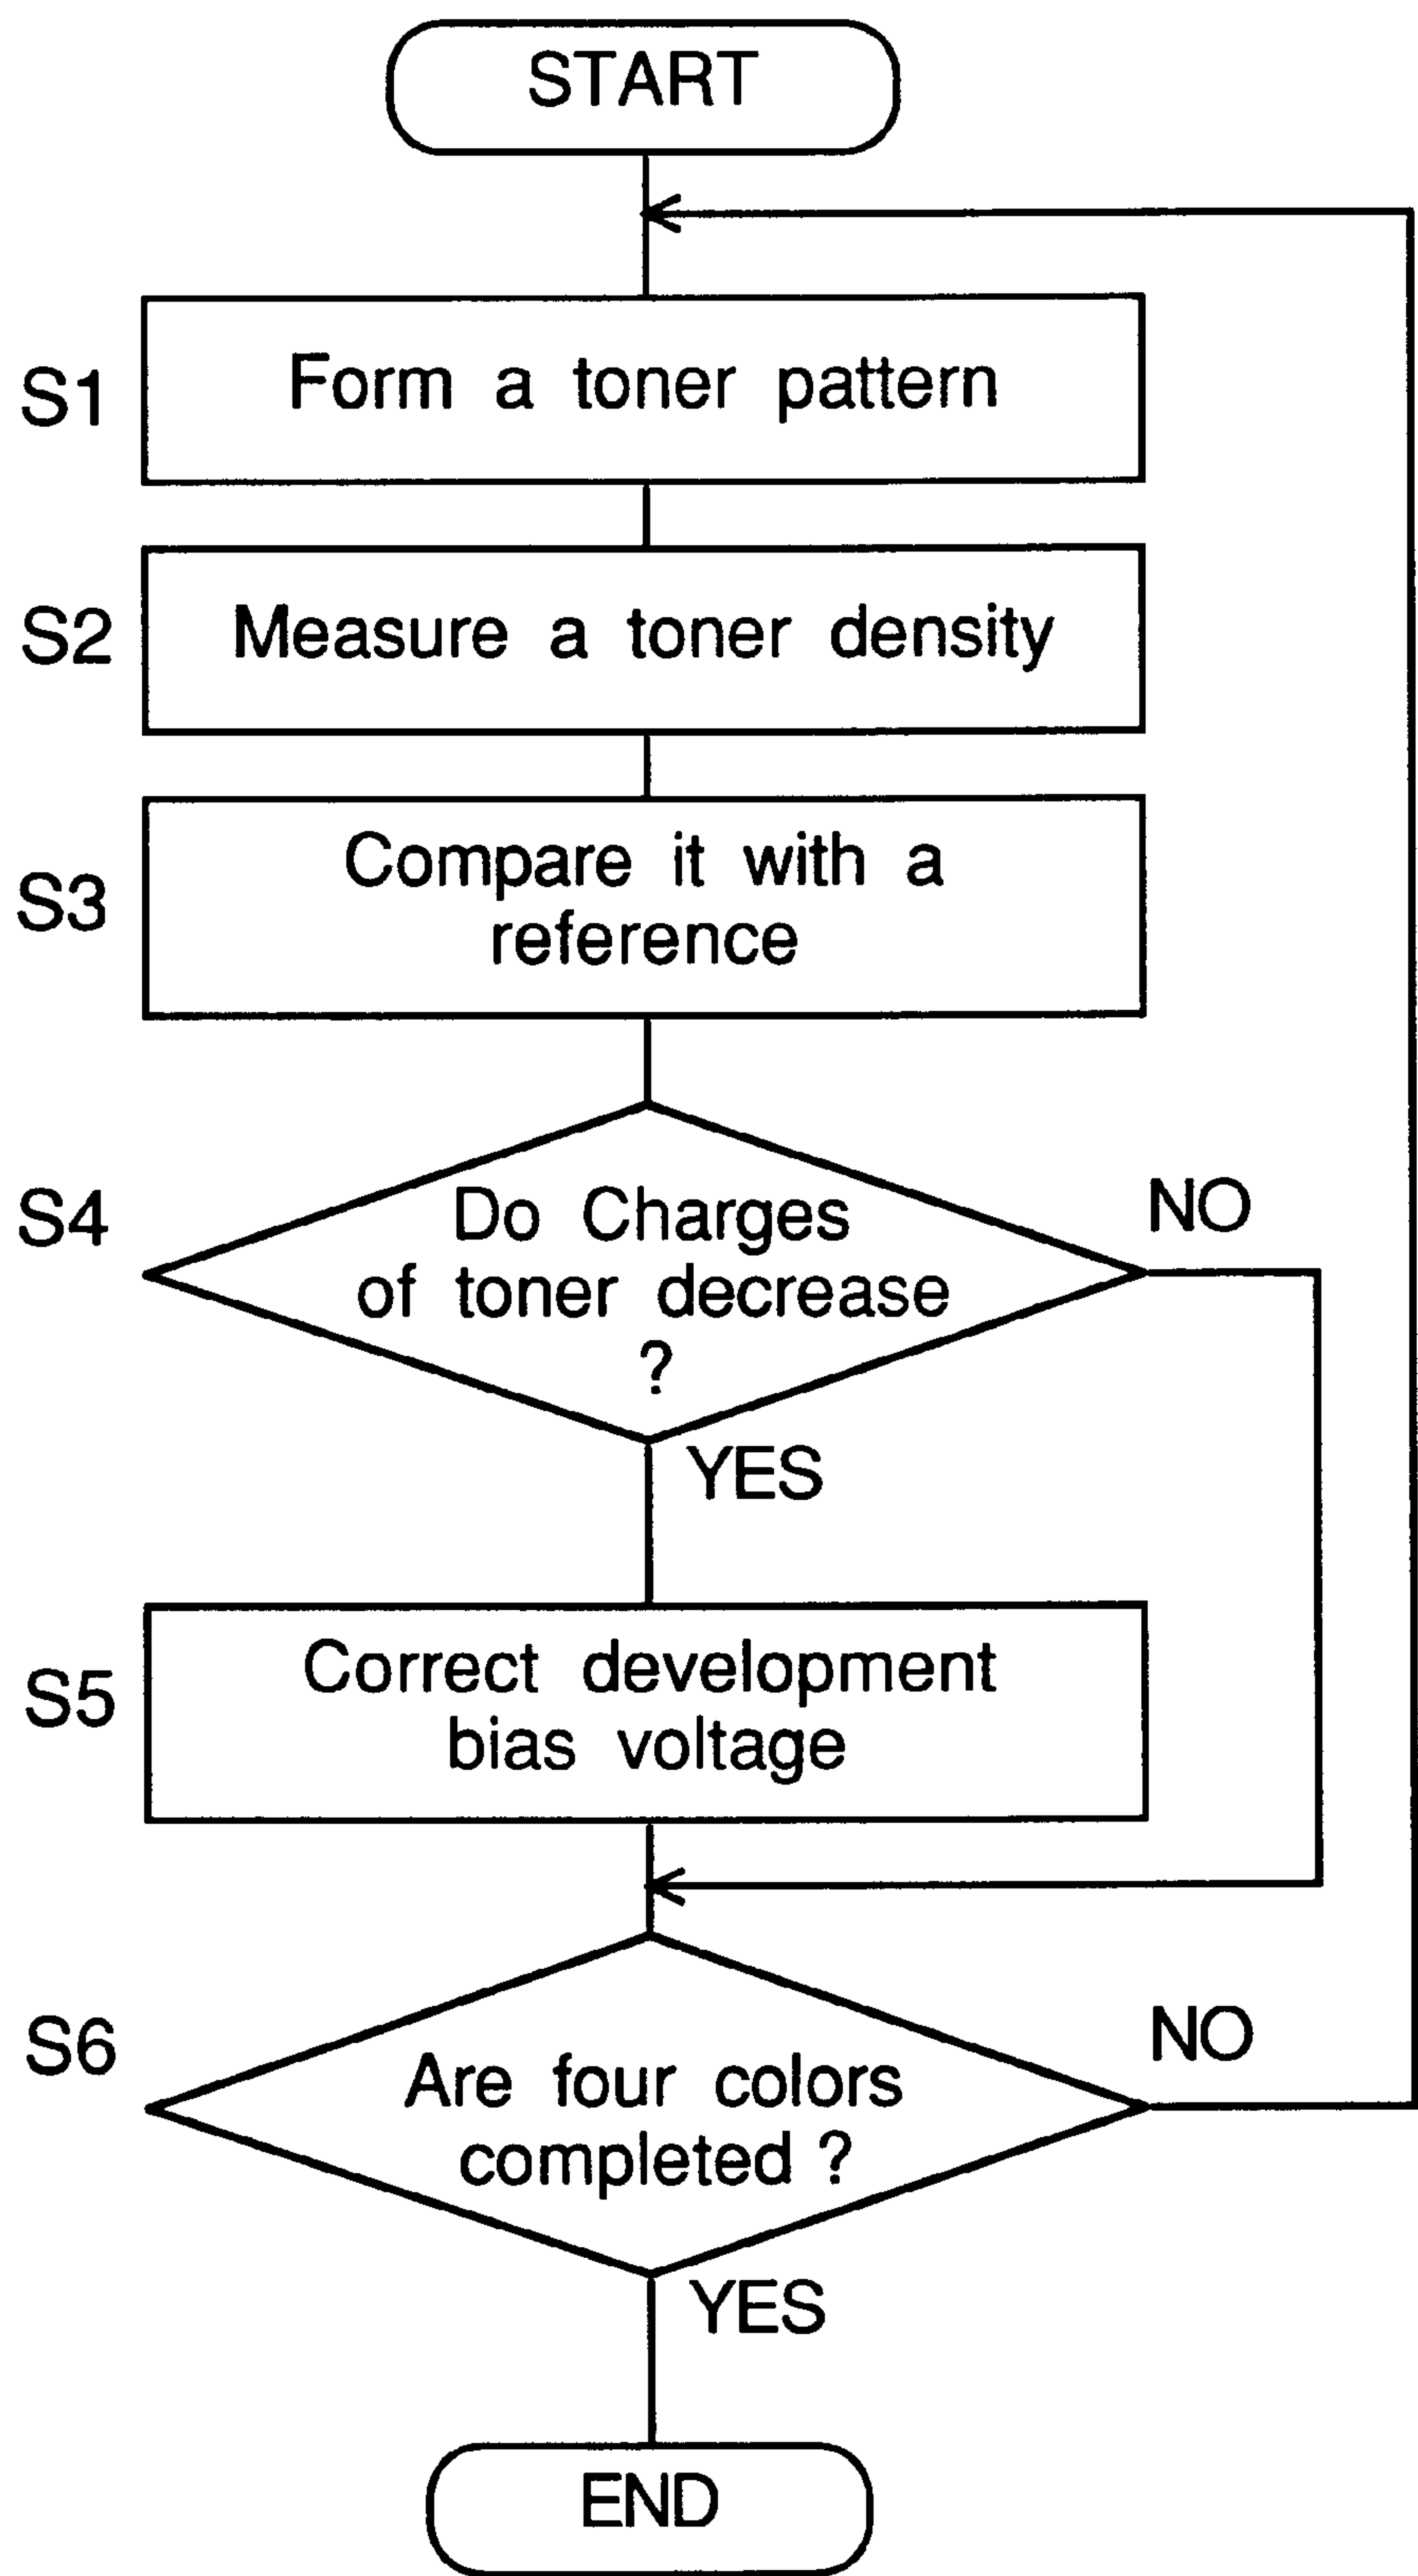 START
S1
Form a toner pattern
S2
Measure a toner density
S3
Compare it with a
reference
S4
Do Charges
of toner decrease
?
NO
YES
S5
Correct development
bias voltage
S6
Are four colors
completed ?
NO
YES
END